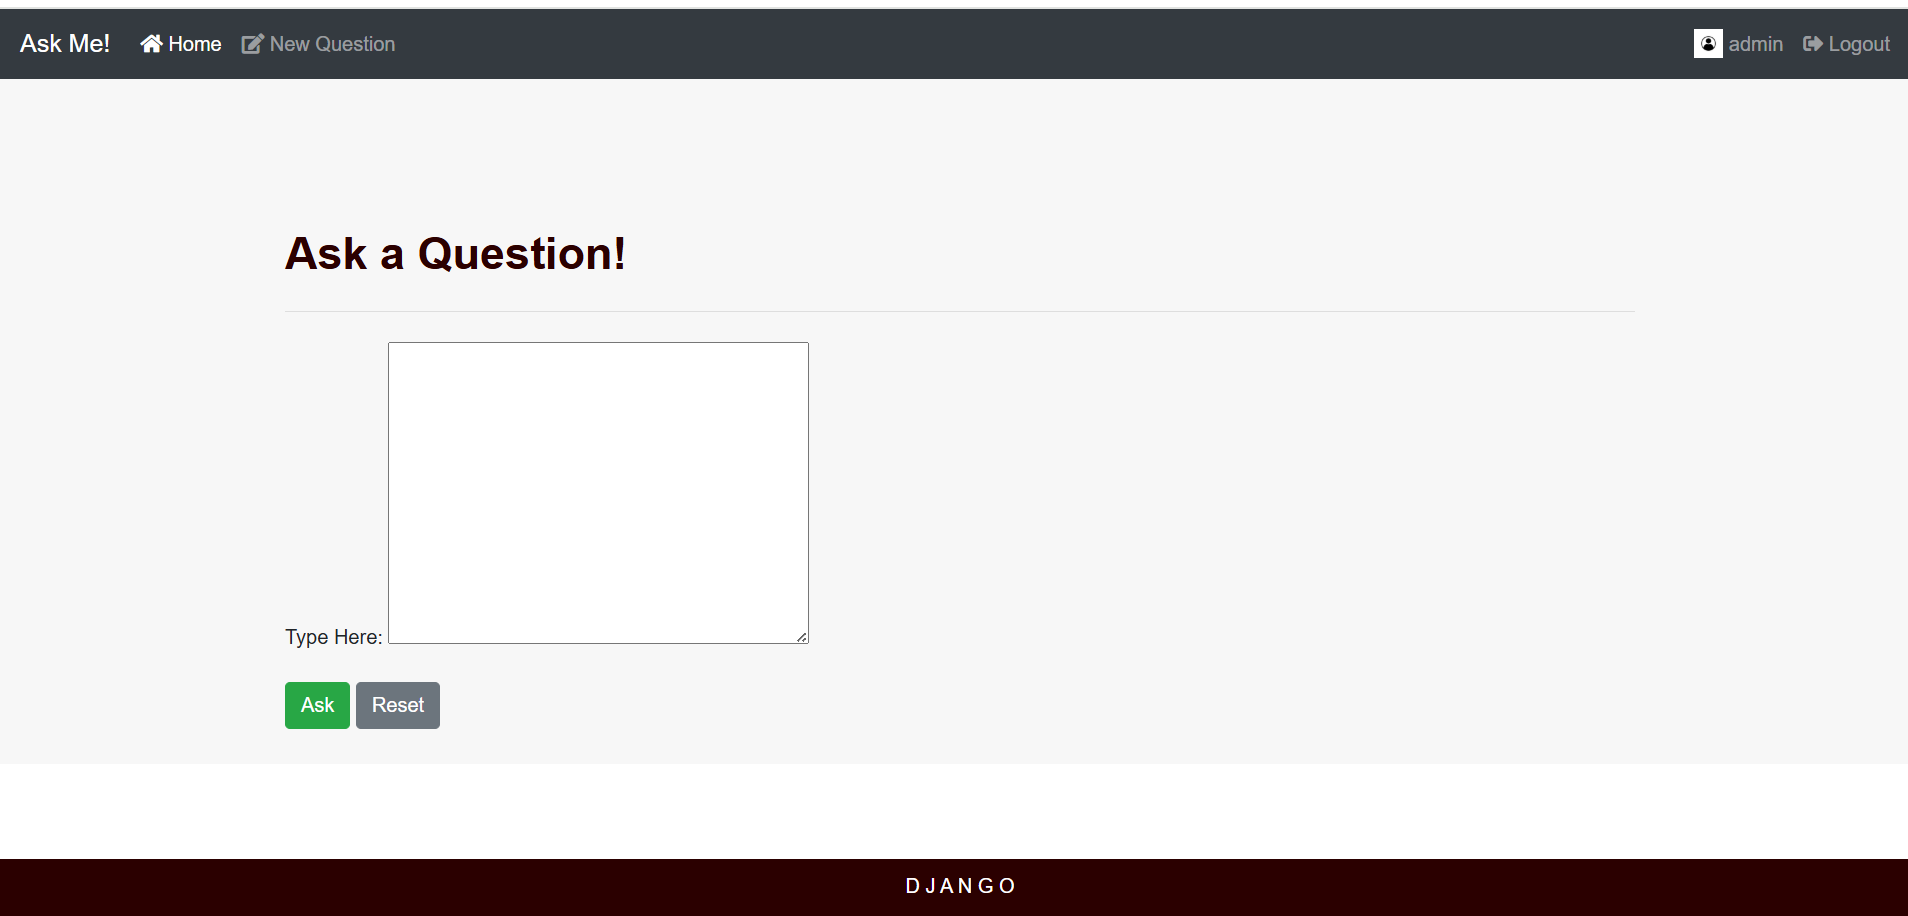 Ask Me! Home New Question admin Logout
Ask a Question!
Type Here:
Ask Reset
DJANGO